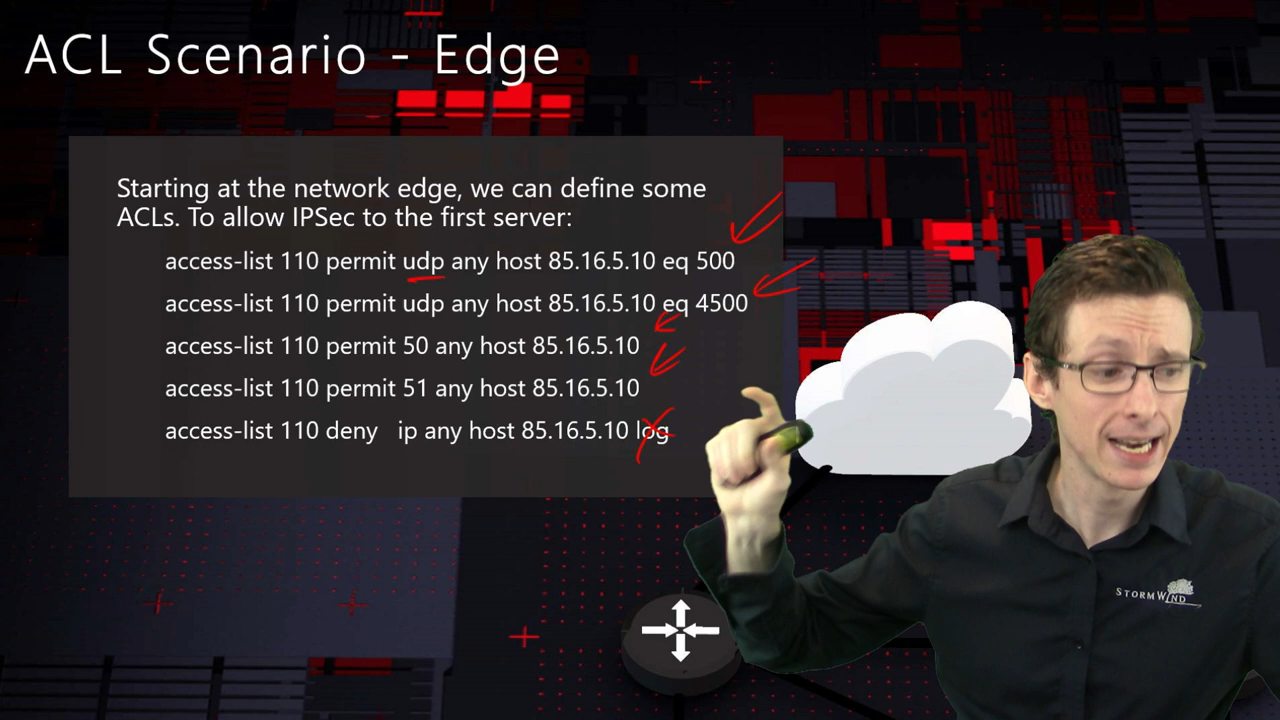 ACL Scenario - Edge
Starting at the network edge, we can define some
ACLs. To allow IPSec to the first server:
access-list 110 permit udp any host 85.16.5.10 eq 500
access-list 110 permit udp any host 85.16.5.10 eq 4500
access-list 110 permit 50 any host 85.16.5.10
access-list 110 permit 51 any host 85.16.5.10
access-list 110 deny ip any host 85.16.5.10 log
STORMWIND